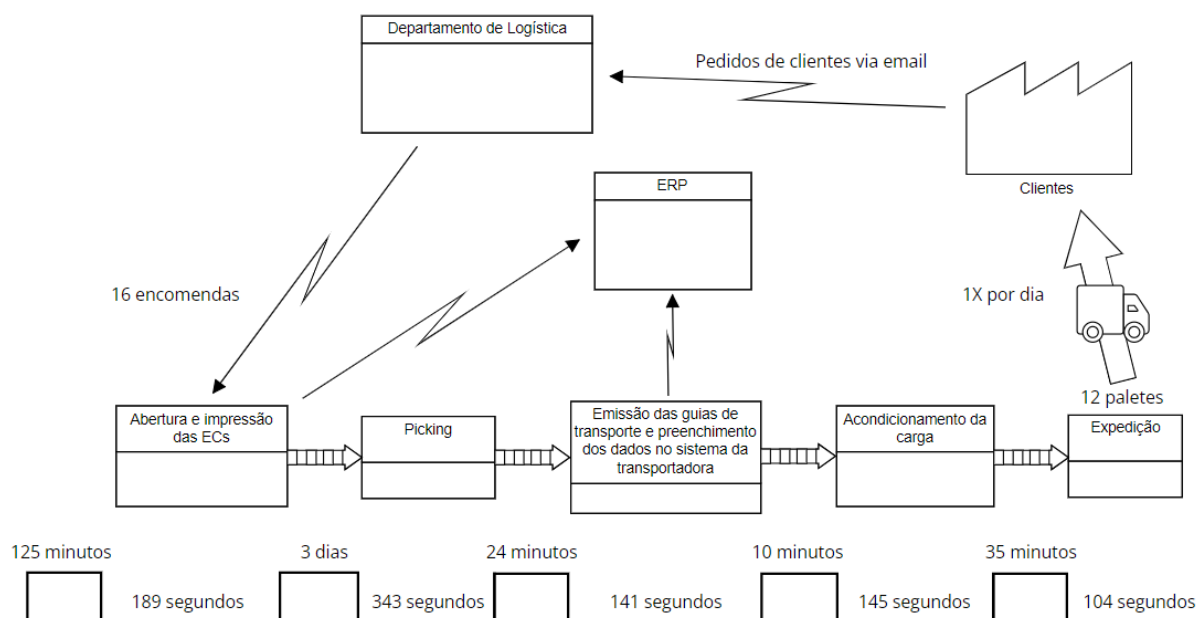 Departamento de Logística
Pedidos de clientes via email
ERP
Clientes
16 encomendas
1X por dia
12 paletes
Abertura e impressão
das ECs
Picking
Emissão das guias de
transporte e preenchimento
dos dados no sistema da
transportadora
Acondicionamento da
carga
Expedição
125 minutos
3 dias
24 minutos
10 minutos
35 minutos
189 segundos
343 segundos
141 segundos
145 segundos
104 segundos